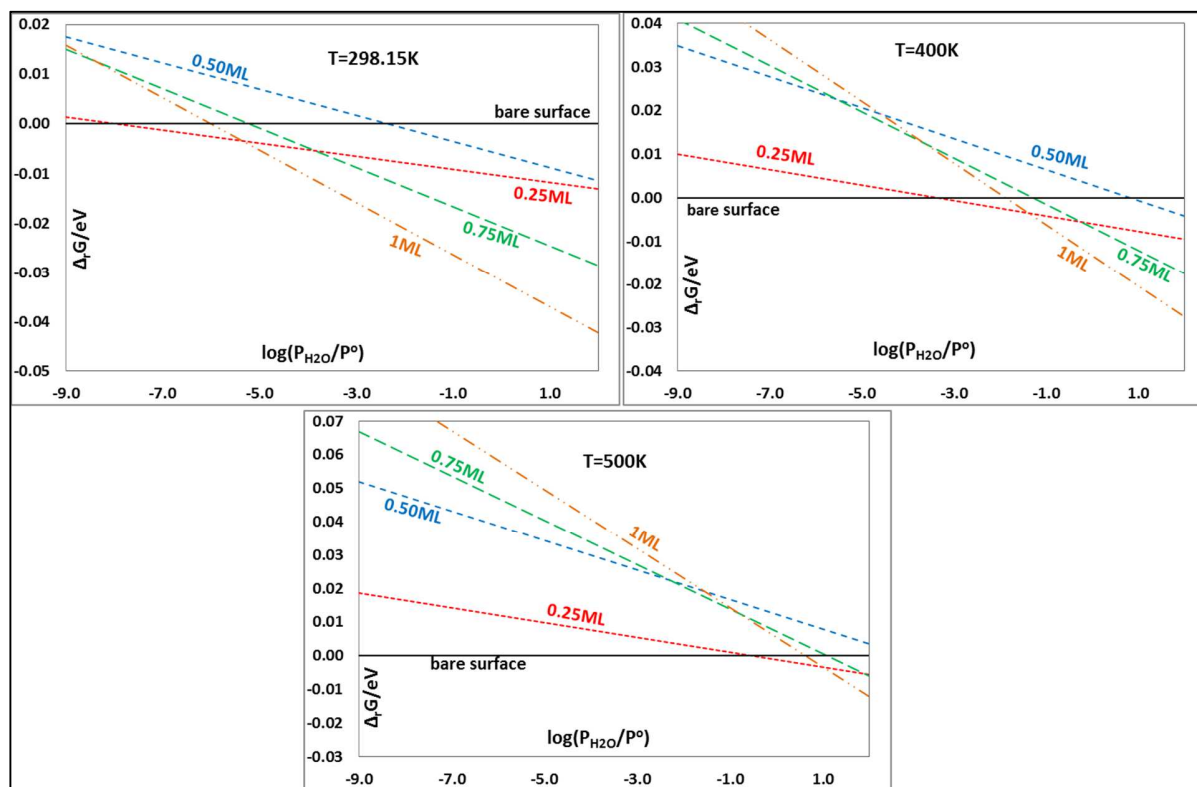 0.02
0.01
0.00
-0.01
-0.02
-0.03
-0.04
-0.05
T=298.15K
0.50ML
bare surface
0.25ML
0.75ML
1ML
ΔrG/eV
log(PH2O/P°)
-9.0 -7.0 -5.0 -3.0 -1.0 1.0
0.04
0.03
0.02
0.01
0.00
-0.01
-0.02
-0.03
-0.04
T=400K
0.50ML
0.25ML
bare surface
1ML
0.75ML
ΔrG/eV
log(PH2O/P°)
-9.0 -7.0 -5.0 -3.0 -1.0 1.0
0.07
0.06
0.05
0.04
0.03
0.02
0.01
0.00
-0.01
-0.02
-0.03
T=500K
0.75ML
0.50ML
1ML
0.25ML
bare surface
ΔrG/eV
log(PH2O/P°)
-9.0 -7.0 -5.0 -3.0 -1.0 1.0